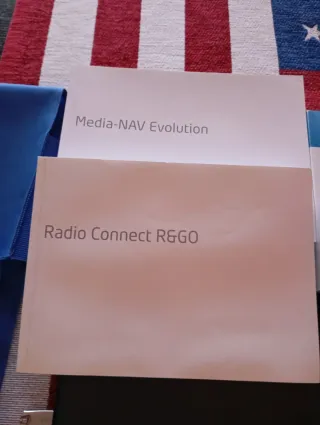 Media-NAV Evolution
Radio Connect R&GO